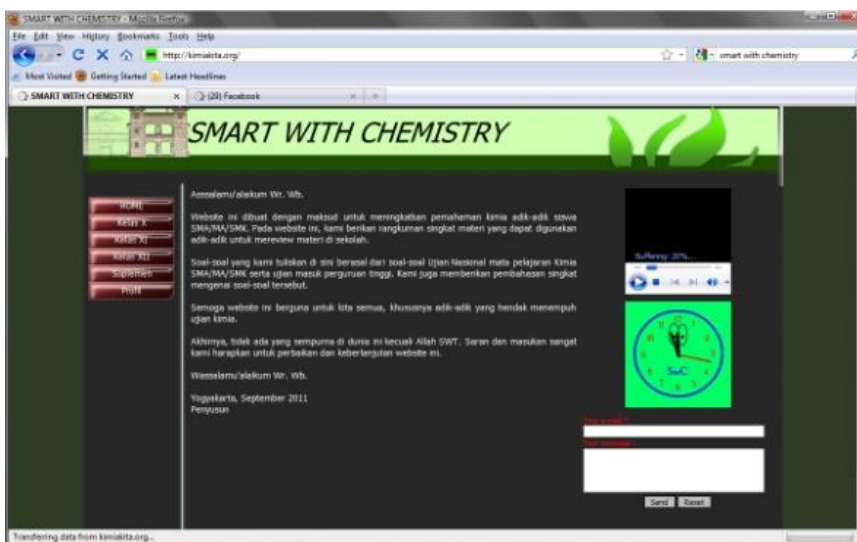 SMART WITH CHEMISTRY - Mozilla Firefox
File Edit View History Bookmarks Tools Help
http://kimiakita.org/
smart with chemistry
Most Visited Getting Started Latest Headlines
SMART WITH CHEMISTRY
(29) Facebook
SMART WITH CHEMISTRY
HOME
Kelas X
Kelas XI
Kelas XII
Suplemen
Profil
Asssalamu'alaikum Wr. Wb.
Website ini dibuat dengan maksud untuk meningkatkan pemahaman kimia adik-adik siswa
SMA/MA/SMK. Pada website ini, kami berikan rangkuman singkat materi yang dapat digunakan
adik-adik untuk mereview materi di sekolah.
Soal-soal yang kami tuliskan di sini berasal dari soal-soal Ujian Nasional mata pelajaran Kimia
SMA/MA/SMK serta ujian masuk perguruan tinggi. Kami juga memberikan pembahasan singkat
mengenai soal-soal tersebut.
Semoga website ini berguna untuk kita semua, khususnya adik-adik yang hendak menempuh
ujian kimia.
Akhirnya, tidak ada yang sempurna di dunia ini kecuali Allah SWT. Saran dan masukan sangat
kami harapkan untuk perbaikan dan keberlanjutan website ini.
Wassalamu'alaikum Wr. Wb.
Yogyakarta, September 2011
Penyusun
Buffering: 20%...
SwC
Your e-mail *:
Your message
Send Reset
Transferring data from kimiakita.org...